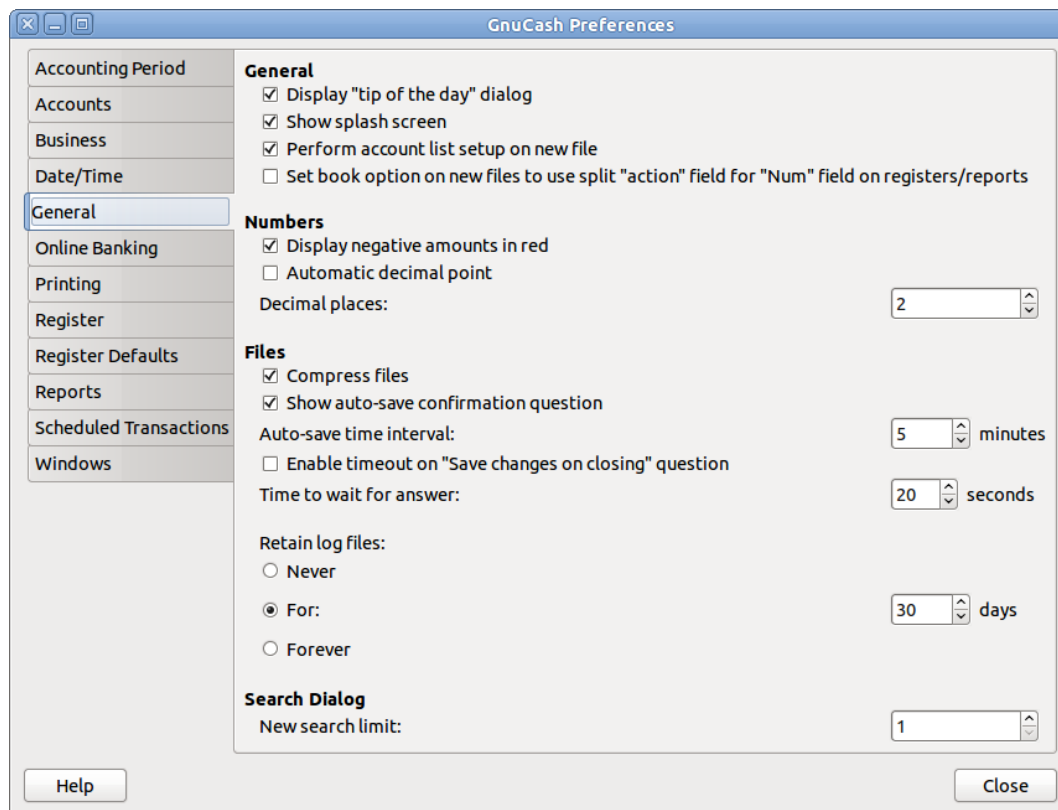 GnuCash Preferences
Accounting Period
Accounts
Business
Date/Time
General
Online Banking
Printing
Register
Register Defaults
Reports
Scheduled Transactions
Windows
General
Display "tip of the day" dialog
Show splash screen
Perform account list setup on new file
Set book option on new files to use split "action" field for "Num" field on registers/reports
Numbers
Display negative amounts in red
Automatic decimal point
Decimal places: 2
Files
Compress files
Show auto-save confirmation question
Auto-save time interval: 5 minutes
Enable timeout on "Save changes on closing" question
Time to wait for answer: 20 seconds
Retain log files:
Never
For: 30 days
Forever
Search Dialog
New search limit: 1
Help
Close